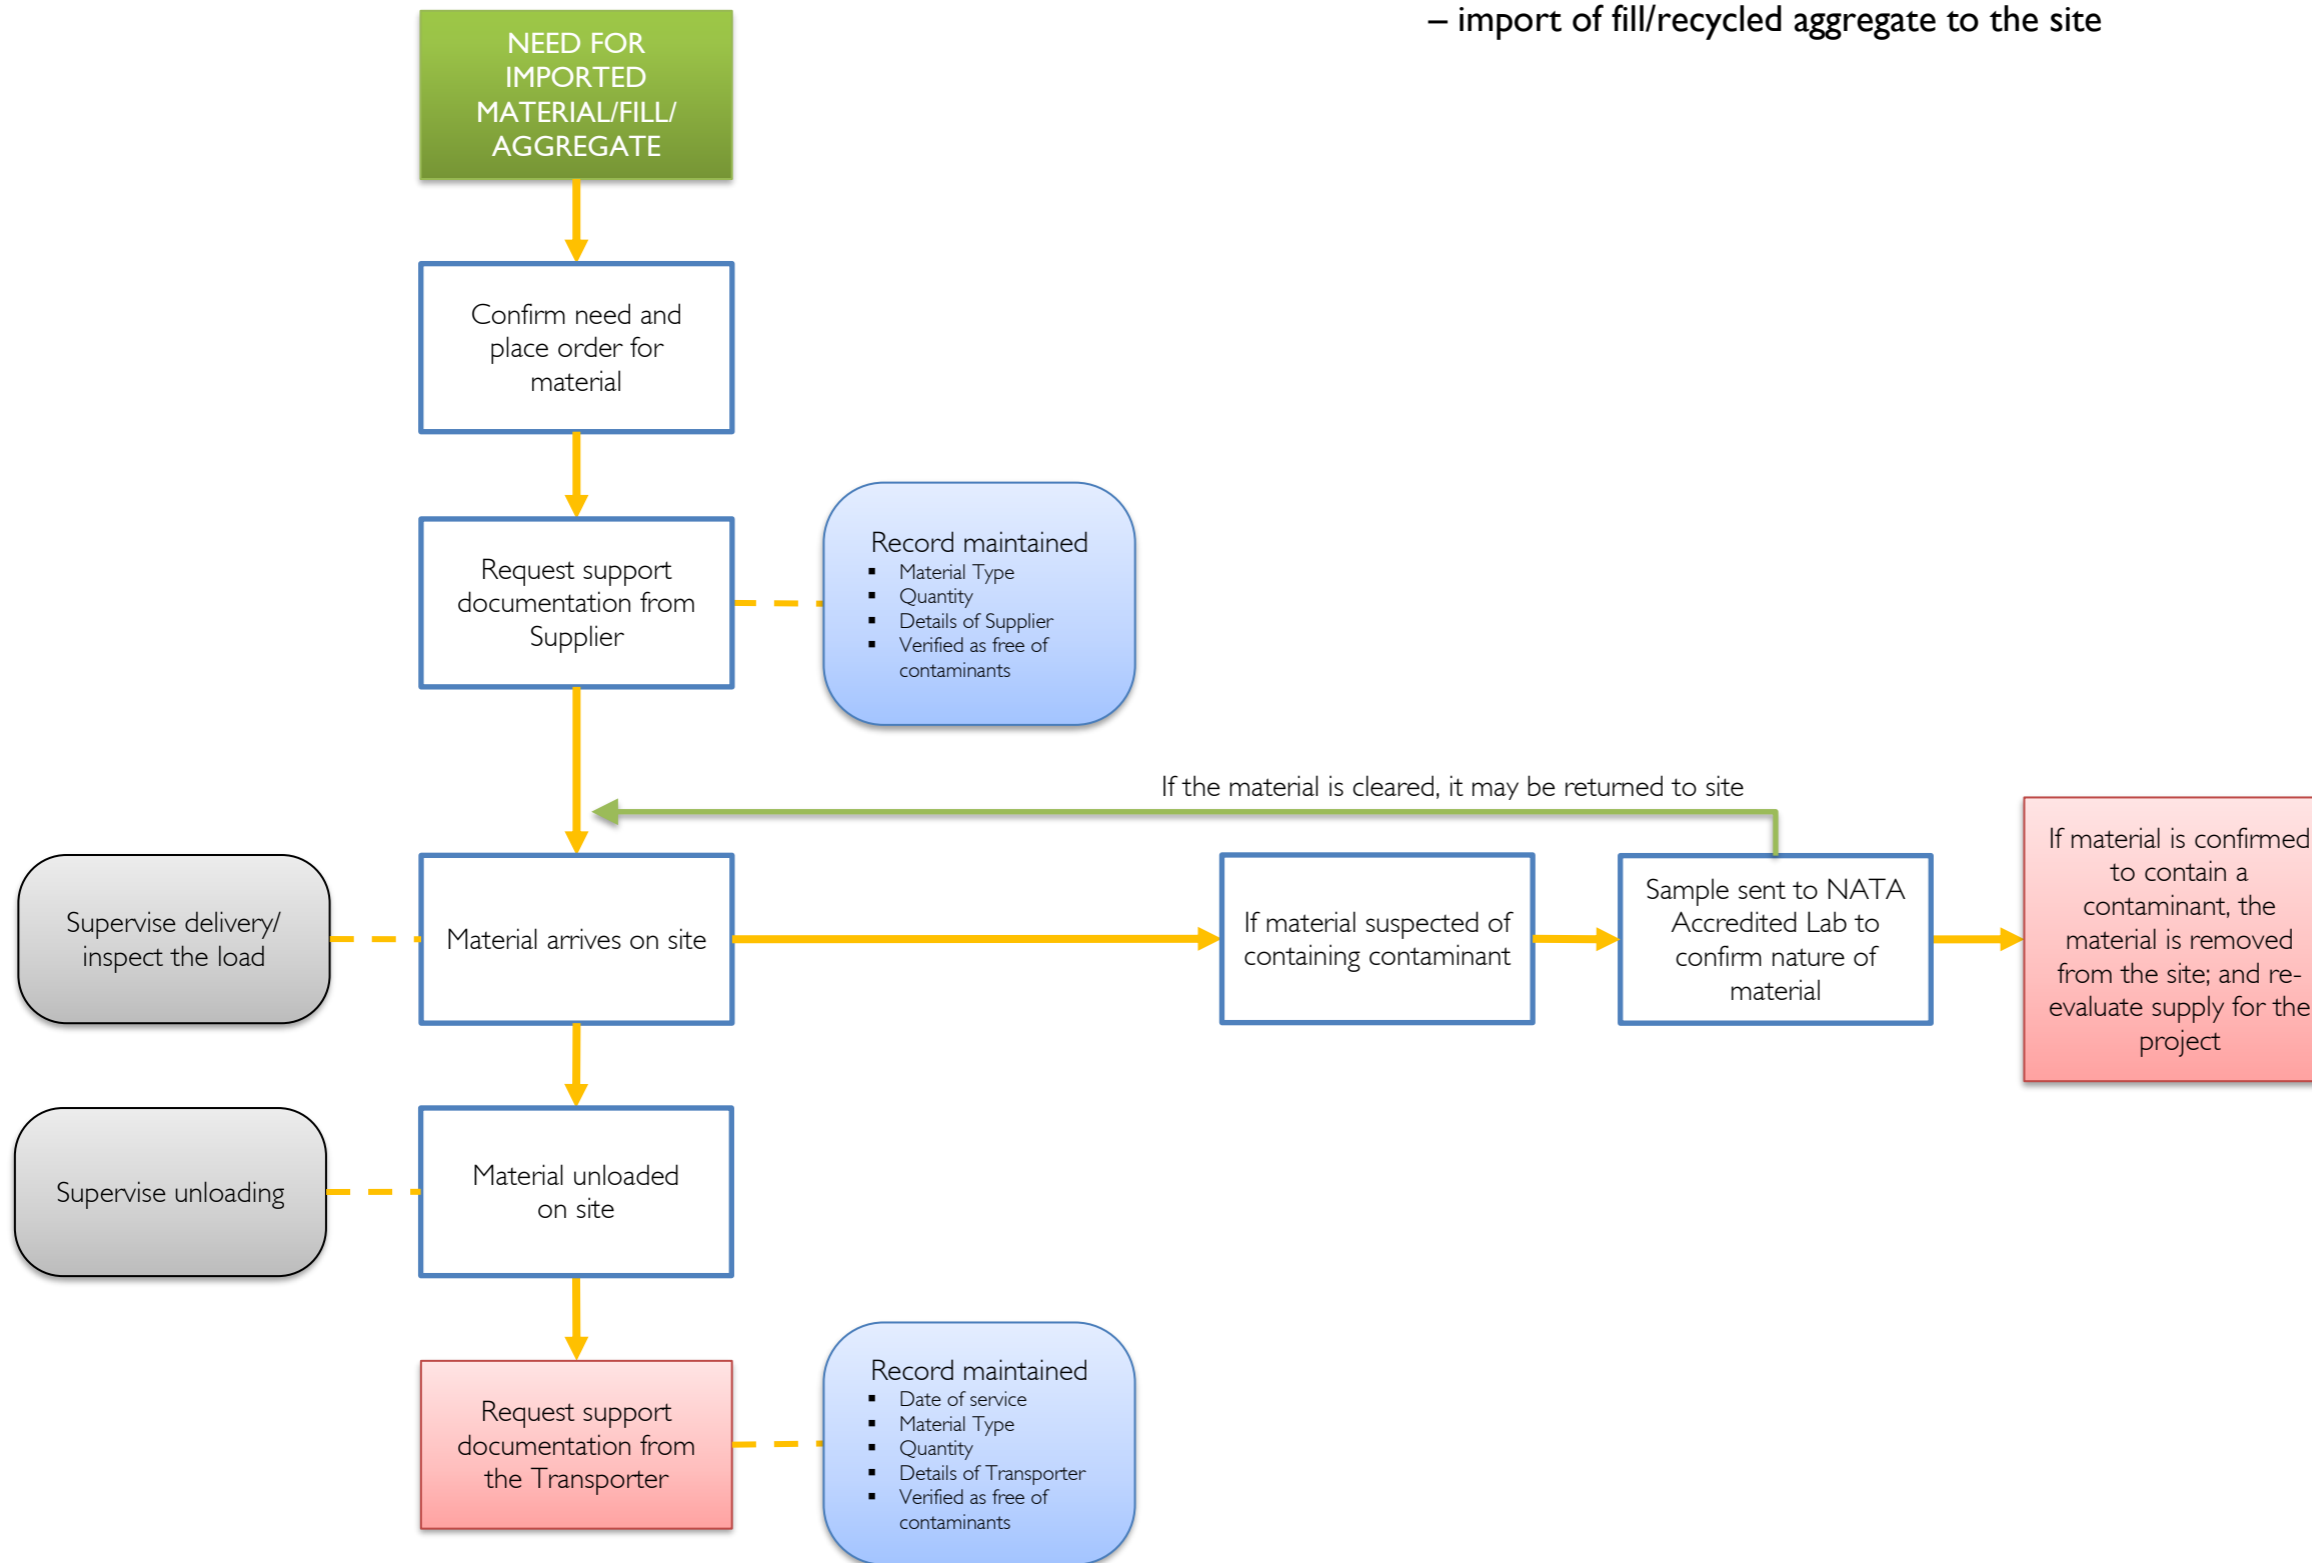 – import of fill/recycled aggregate to the site
NEED FOR
IMPORTED
MATERIAL/FILL/
AGGREGATE
Confirm need and
place order for
material
Request support
documentation from
Supplier
Record maintained
▪ Material Type
▪ Quantity
▪ Details of Supplier
▪ Verified as free of
contaminants
If the material is cleared, it may be returned to site
Supervise delivery/
inspect the load
Material arrives on site
If material suspected of
containing contaminant
Sample sent to NATA
Accredited Lab to
confirm nature of
material
If material is confirmed
to contain a
contaminant, the
material is removed
from the site; and re-
evaluate supply for the
project
Supervise unloading
Material unloaded
on site
Request support
documentation from
the Transporter
Record maintained
▪ Date of service
▪ Material Type
▪ Quantity
▪ Details of Transporter
▪ Verified as free of
contaminants